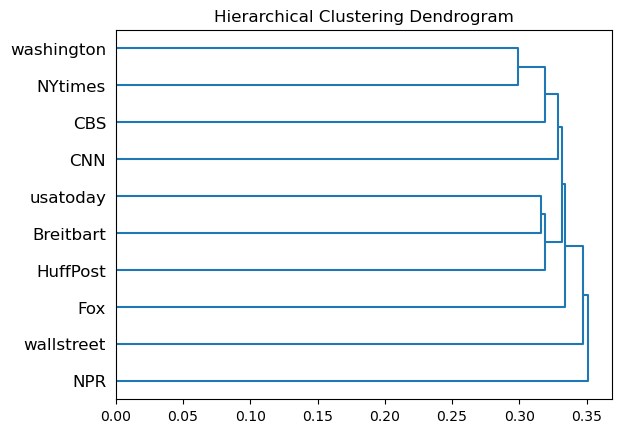 Hierarchical Clustering Dendrogram
washington
NYtimes
CBS
CNN
usatoday
Breitbart
HuffPost
Fox
wallstreet
NPR
0.00 0.05 0.10 0.15 0.20 0.25 0.30 0.35